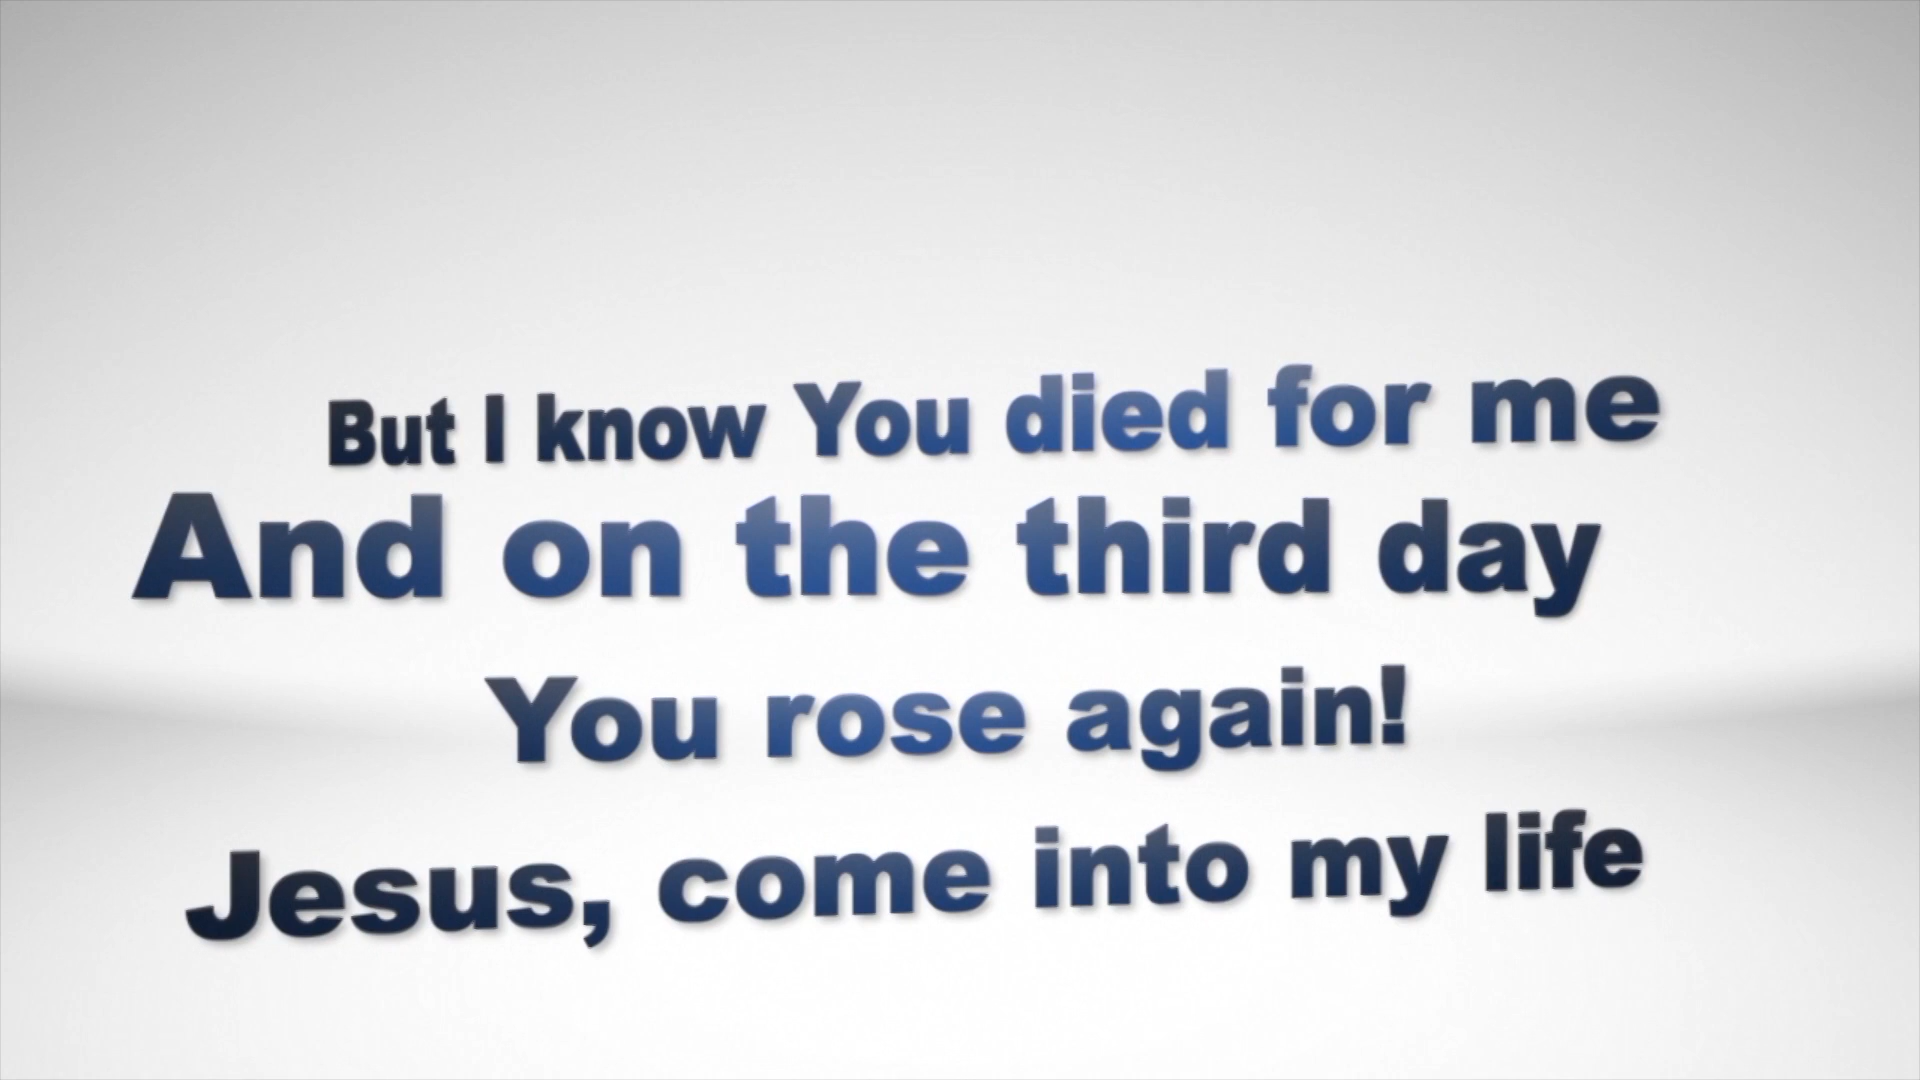 But I know You died for me
And on the third day
You rose again!
Jesus, come into my life